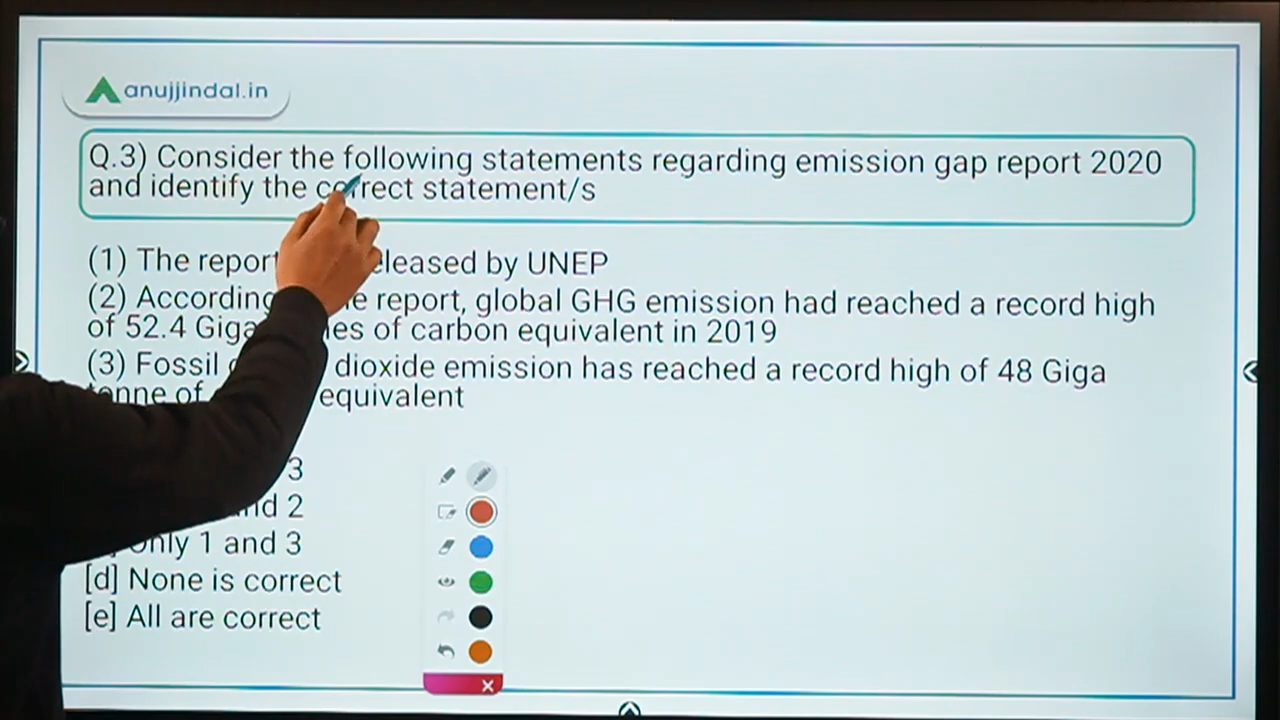 anujjindal.in
Q.3) Consider the following statements regarding emission gap report 2020
and identify the correct statement/s
(1) The report eleased by UNEP
(2) According e report, global GHG emission had reached a record high
of 52.4 Giga es of carbon equivalent in 2019
(3) Fossil dioxide emission has reached a record high of 48 Giga
tonne of equivalent
3
nd 2
Only 1 and 3
[d] None is correct
[e] All are correct